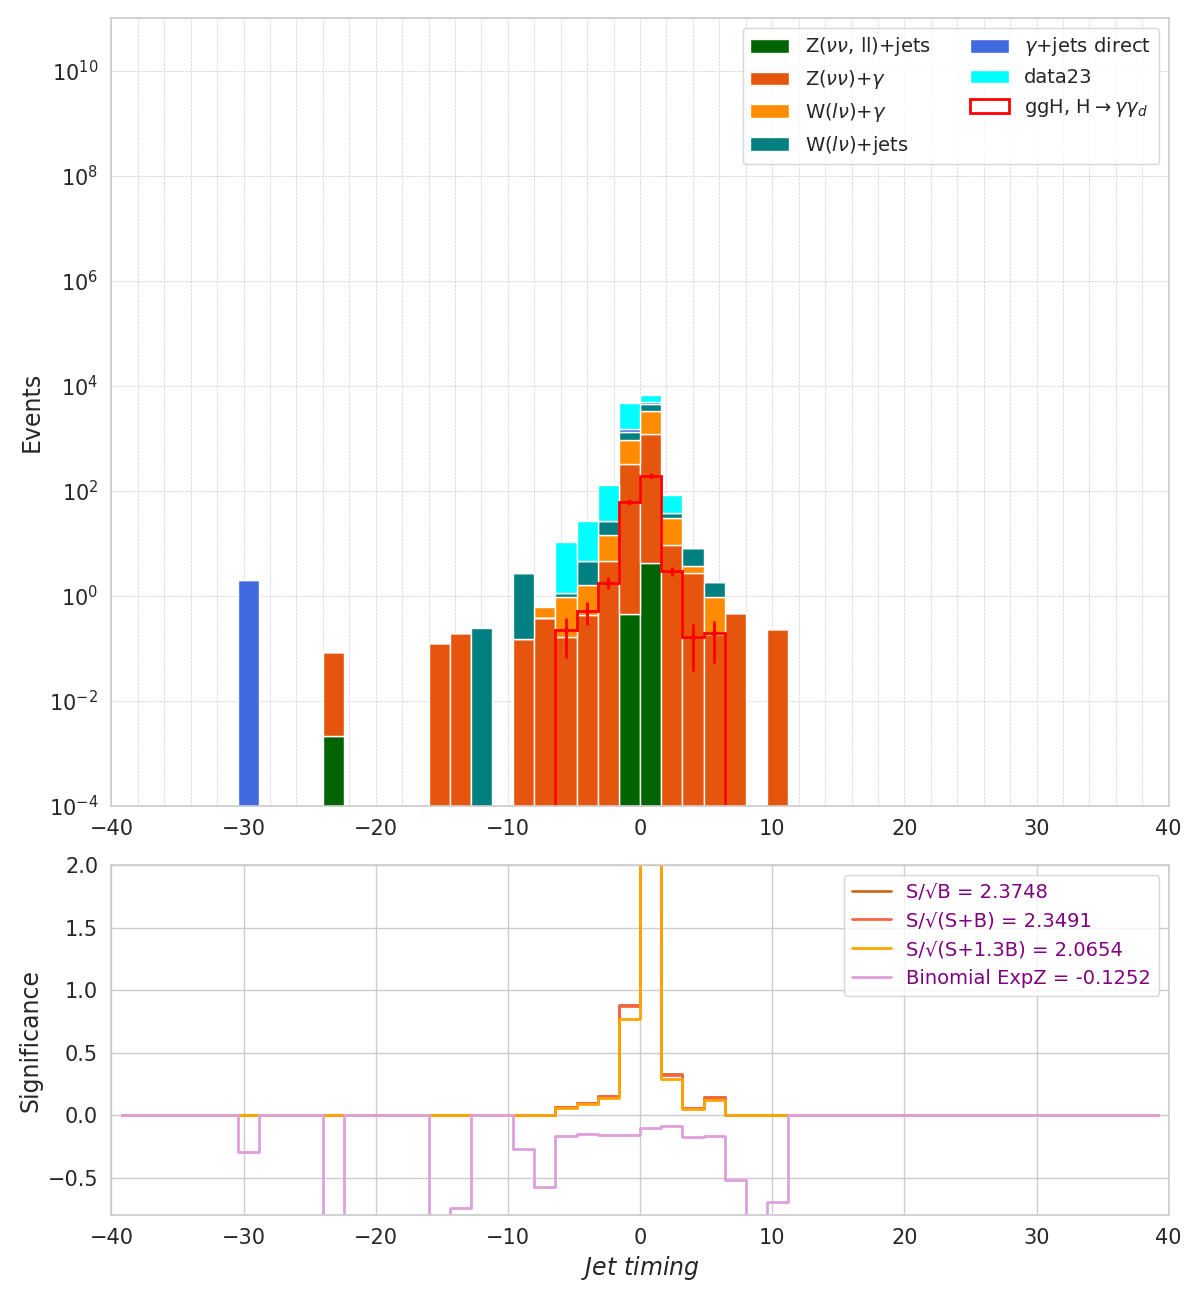 Z(νν, ll)+jets
Z(νν)+γ
W(lν)+γ
W(lν)+jets
γ+jets direct
data23
ggH, H→γγ_d
Events
10^10
10^8
10^6
10^4
10^2
10^0
10^−2
10^−4
−40 −30 −20 −10 0 10 20 30 40
S/√B = 2.3748
S/√(S+B) = 2.3491
S/√(S+1.3B) = 2.0654
Binomial ExpZ = -0.1252
Significance
2.0
1.5
1.0
0.5
0.0
−0.5
−40 −30 −20 −10 0 10 20 30 40
Jet timing